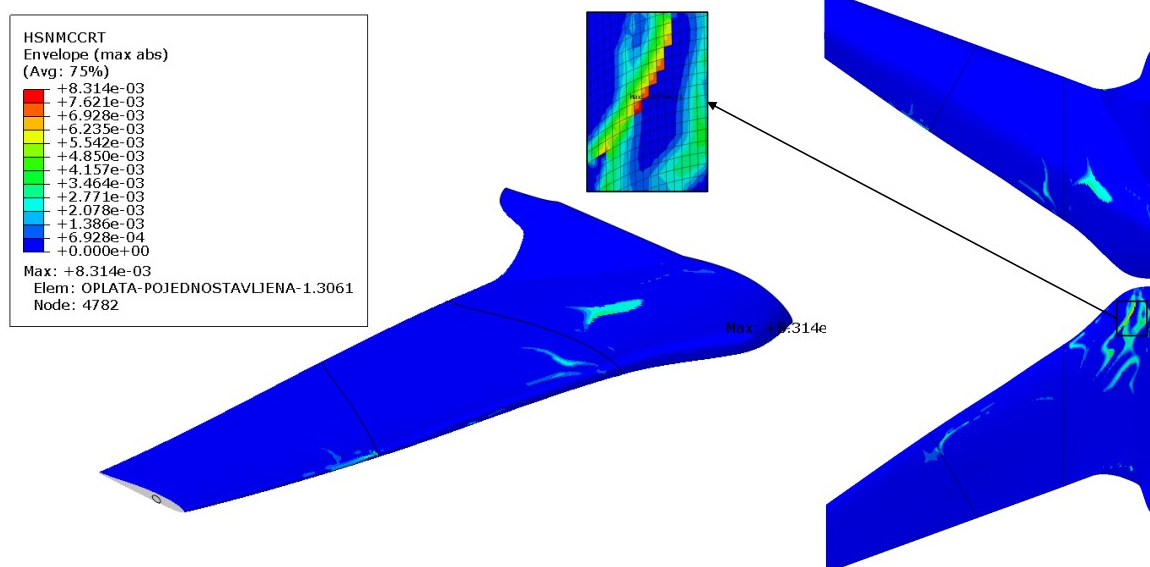 HSNMCCRT
Envelope (max abs)
(Avg: 75%)
+8.314e-03
+7.621e-03
+6.928e-03
+6.235e-03
+5.542e-03
+4.850e-03
+4.157e-03
+3.464e-03
+2.771e-03
+2.078e-03
+1.386e-03
+6.928e-04
+0.000e+00
Max: +8.314e-03
Elem: OPLATA-POJEDNOSTAVLJENA-1.3061
Node: 4782
Max:
Max: +8.314e